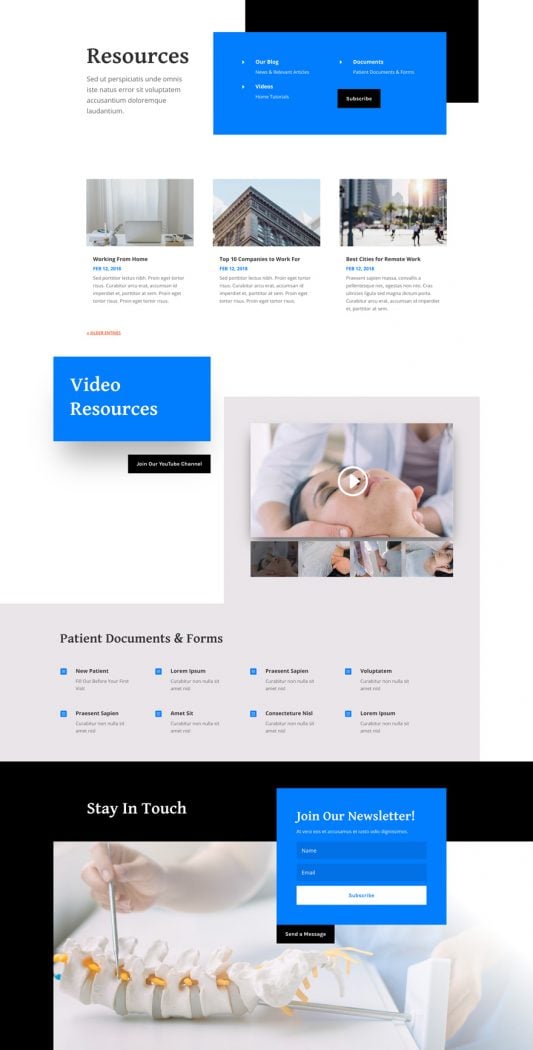 Resources
Sed ut perspiciatis unde omnis
iste natus error sit voluptatem
accusantium doloremque
laudantium.
Our Blog
News & Relevant Articles
Videos
Home Tutorials
Documents
Patient Documents & Forms
Subscribe
Working From Home
FEB 12, 2018
Sed porttitor lectus nibh. Proin eget tortor
risus. Curabitur arcu erat, accumsan id
imperdiet et, porttitor at sem. Proin eget
tortor risus. Proin eget tortor risus.
Top 10 Companies to Work For
FEB 12, 2018
Sed porttitor lectus nibh. Proin eget tortor
risus. Curabitur arcu erat, accumsan id
imperdiet et, porttitor at sem. Proin eget
tortor risus. Proin eget tortor risus.
Best Cities for Remote Work
FEB 12, 2018
Praesent sapien massa, convallis a
pellentesque nec, egestas non nisi. Cras
ultricies ligula sed magna dictum porta.
Curabitur arcu erat, accumsan id imperdiet
et, porttitor at sem.
« OLDER ENTRIES
Video
Resources
Join Our YouTube Channel
Patient Documents & Forms
New Patient
Fill Out Before Your First
Visit
Lorem Ipsum
Curabitur non nulla sit
amet nisl
Praesent Sapien
Curabitur non nulla sit
amet nisl
Voluptatem
Curabitur non nulla sit
amet nisl
Praesent Sapien
Curabitur non nulla sit
amet nisl
Amet Sit
Curabitur non nulla sit
amet nisl
Consecteture Nisl
Curabitur non nulla sit
amet nisl
Lorem Ipsum
Curabitur non nulla sit
amet nisl
Stay In Touch
Join Our Newsletter!
At vero eos et accusamus et iusto odio dignissimos.
Name
Email
Subscribe
Send a Message